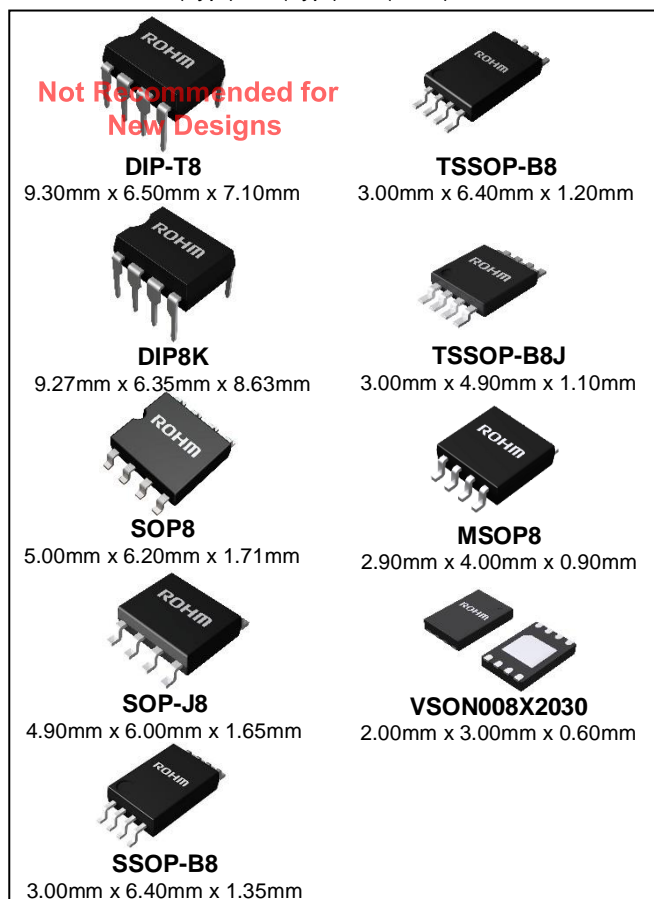 ROHM
Not Recommended for
New Designs
DIP-T8
9.30mm x 6.50mm x 7.10mm
ROHM
TSSOP-B8
3.00mm x 6.40mm x 1.20mm
ROHM
DIP8K
9.27mm x 6.35mm x 8.63mm
ROHM
TSSOP-B8J
3.00mm x 4.90mm x 1.10mm
ROHM
SOP8
5.00mm x 6.20mm x 1.71mm
ROHM
MSOP8
2.90mm x 4.00mm x 0.90mm
ROHM
SOP-J8
4.90mm x 6.00mm x 1.65mm
ROHM
VSON008X2030
2.00mm x 3.00mm x 0.60mm
ROHM
SSOP-B8
3.00mm x 6.40mm x 1.35mm